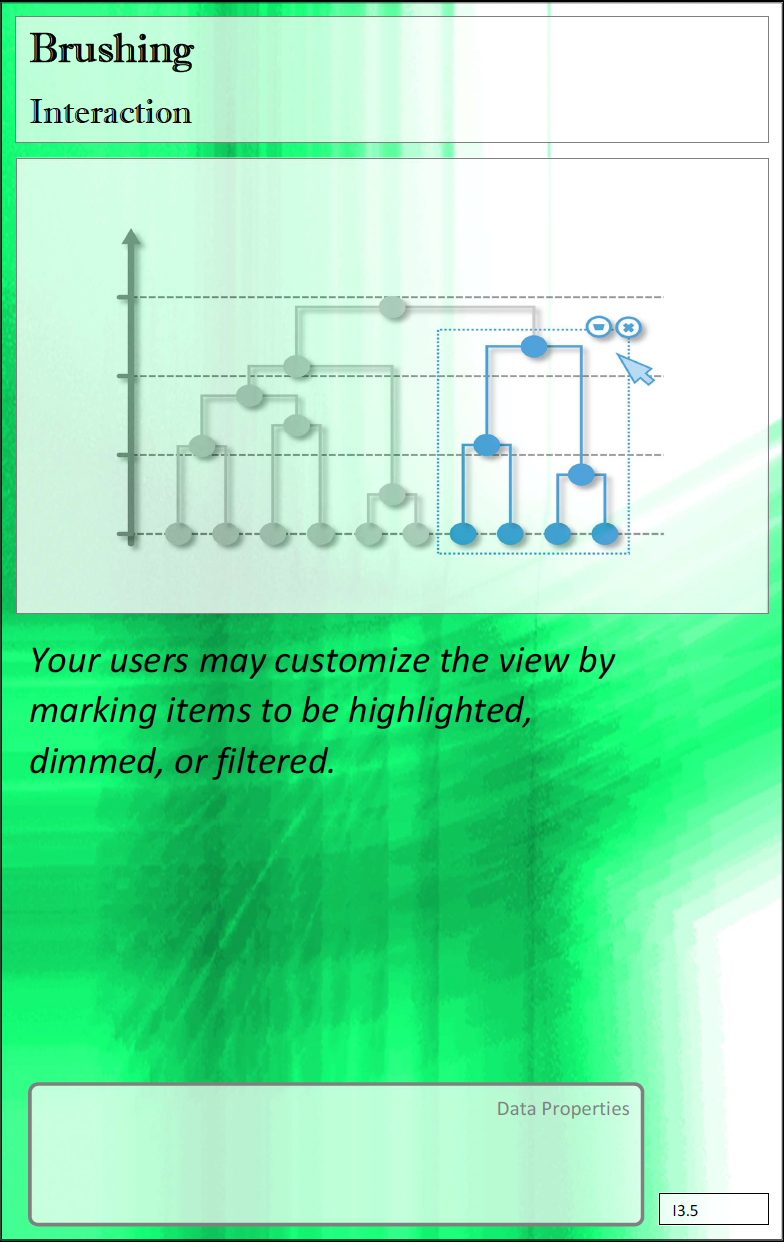 Brushing
Interaction
Your users may customize the view by
marking items to be highlighted,
dimmed, or filtered.
Data Properties
I3.5